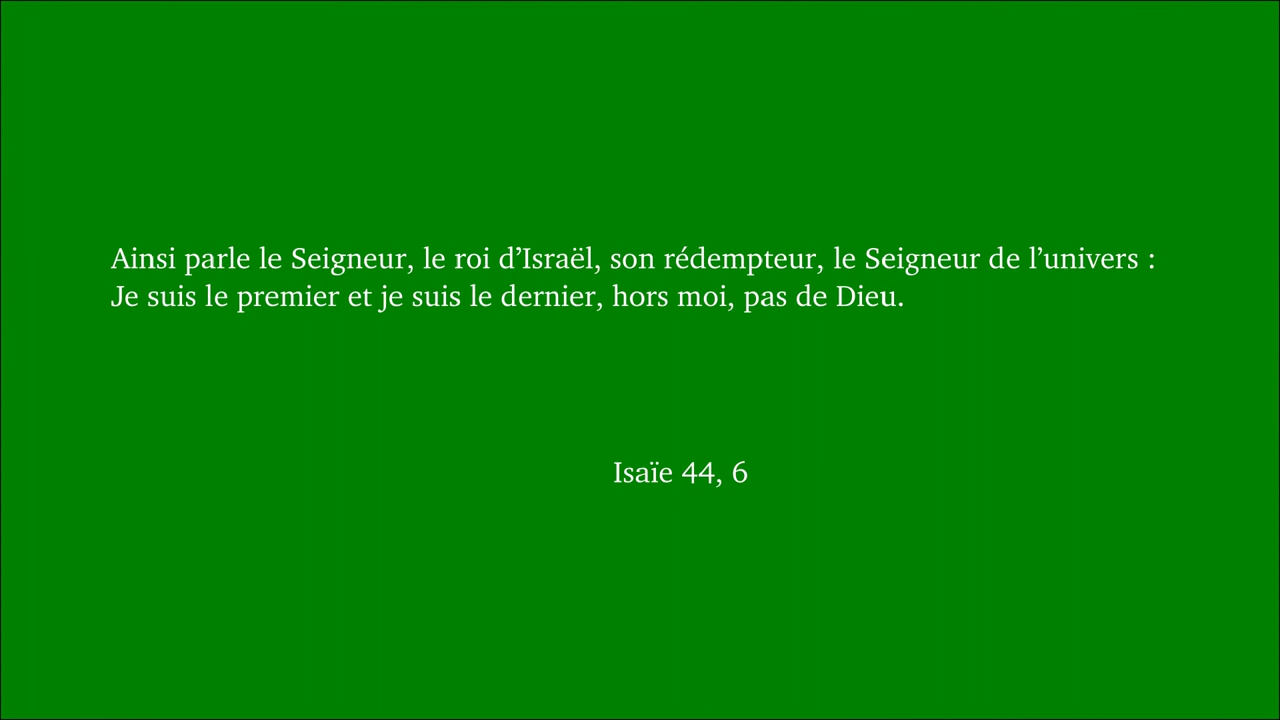 Ainsi parle le Seigneur, le roi d’Israël, son rédempteur, le Seigneur de l’univers :
Je suis le premier et je suis le dernier, hors moi, pas de Dieu.
Isaïe 44, 6